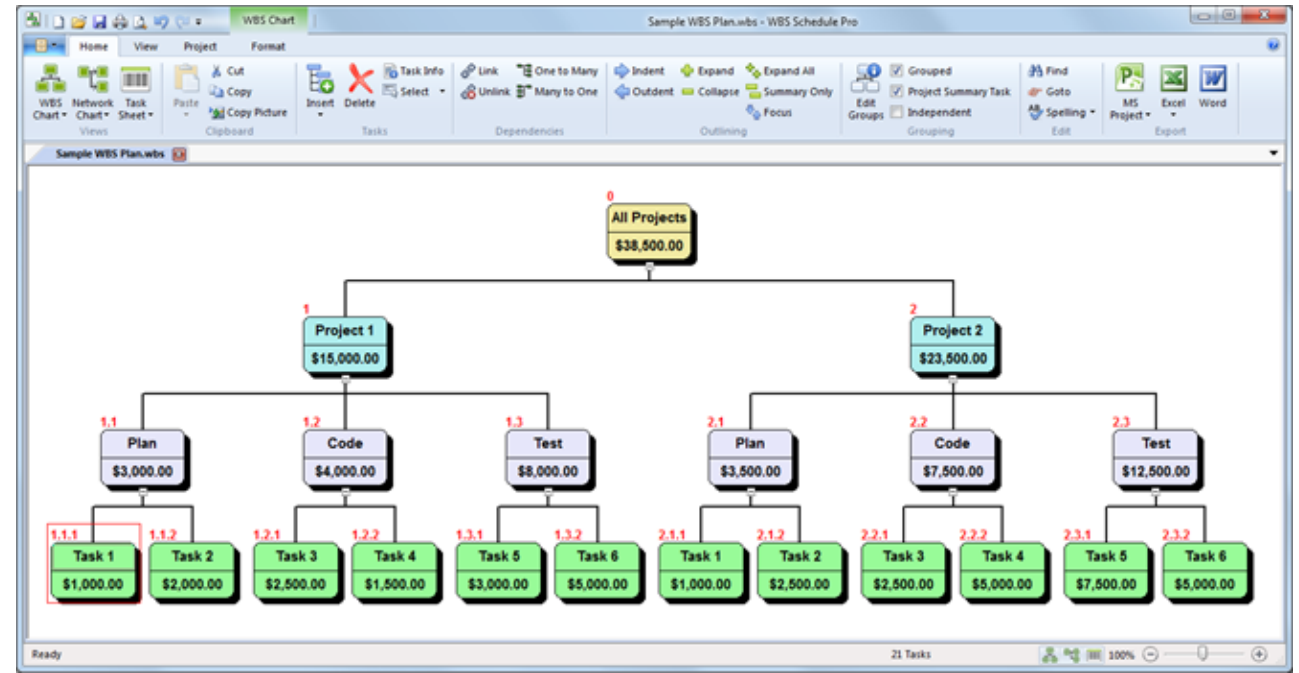 WBS Chart
Sample WBS Plan.wbs - WBS Schedule Pro
Home View Project Format
WBS Chart
Network Chart
Task Sheet
Views
Paste
Cut
Copy
Copy Picture
Clipboard
Insert
Delete
Task Info
Select
Tasks
Link
Unlink
One to Many
Many to One
Dependencies
Indent
Outdent
Expand
Collapse
Expand All
Summary Only
Focus
Outlining
Edit Groups
Grouped
Project Summary Task
Independent
Grouping
Find
Goto
Spelling
Edit
MS Project
Excel
Word
Export
Sample WBS Plan.wbs
0
All Projects
$38,500.00
1
Project 1
$15,000.00
2
Project 2
$23,500.00
1.1
Plan
$3,000.00
1.2
Code
$4,000.00
1.3
Test
$8,000.00
2.1
Plan
$3,500.00
2.2
Code
$7,500.00
2.3
Test
$12,500.00
1.1.1
Task 1
$1,000.00
1.1.2
Task 2
$2,000.00
1.2.1
Task 3
$2,500.00
1.2.2
Task 4
$1,500.00
1.3.1
Task 5
$3,000.00
1.3.2
Task 6
$5,000.00
2.1.1
Task 1
$1,000.00
2.1.2
Task 2
$2,500.00
2.2.1
Task 3
$2,500.00
2.2.2
Task 4
$5,000.00
2.3.1
Task 5
$7,500.00
2.3.2
Task 6
$5,000.00
Ready
21 Tasks
100%